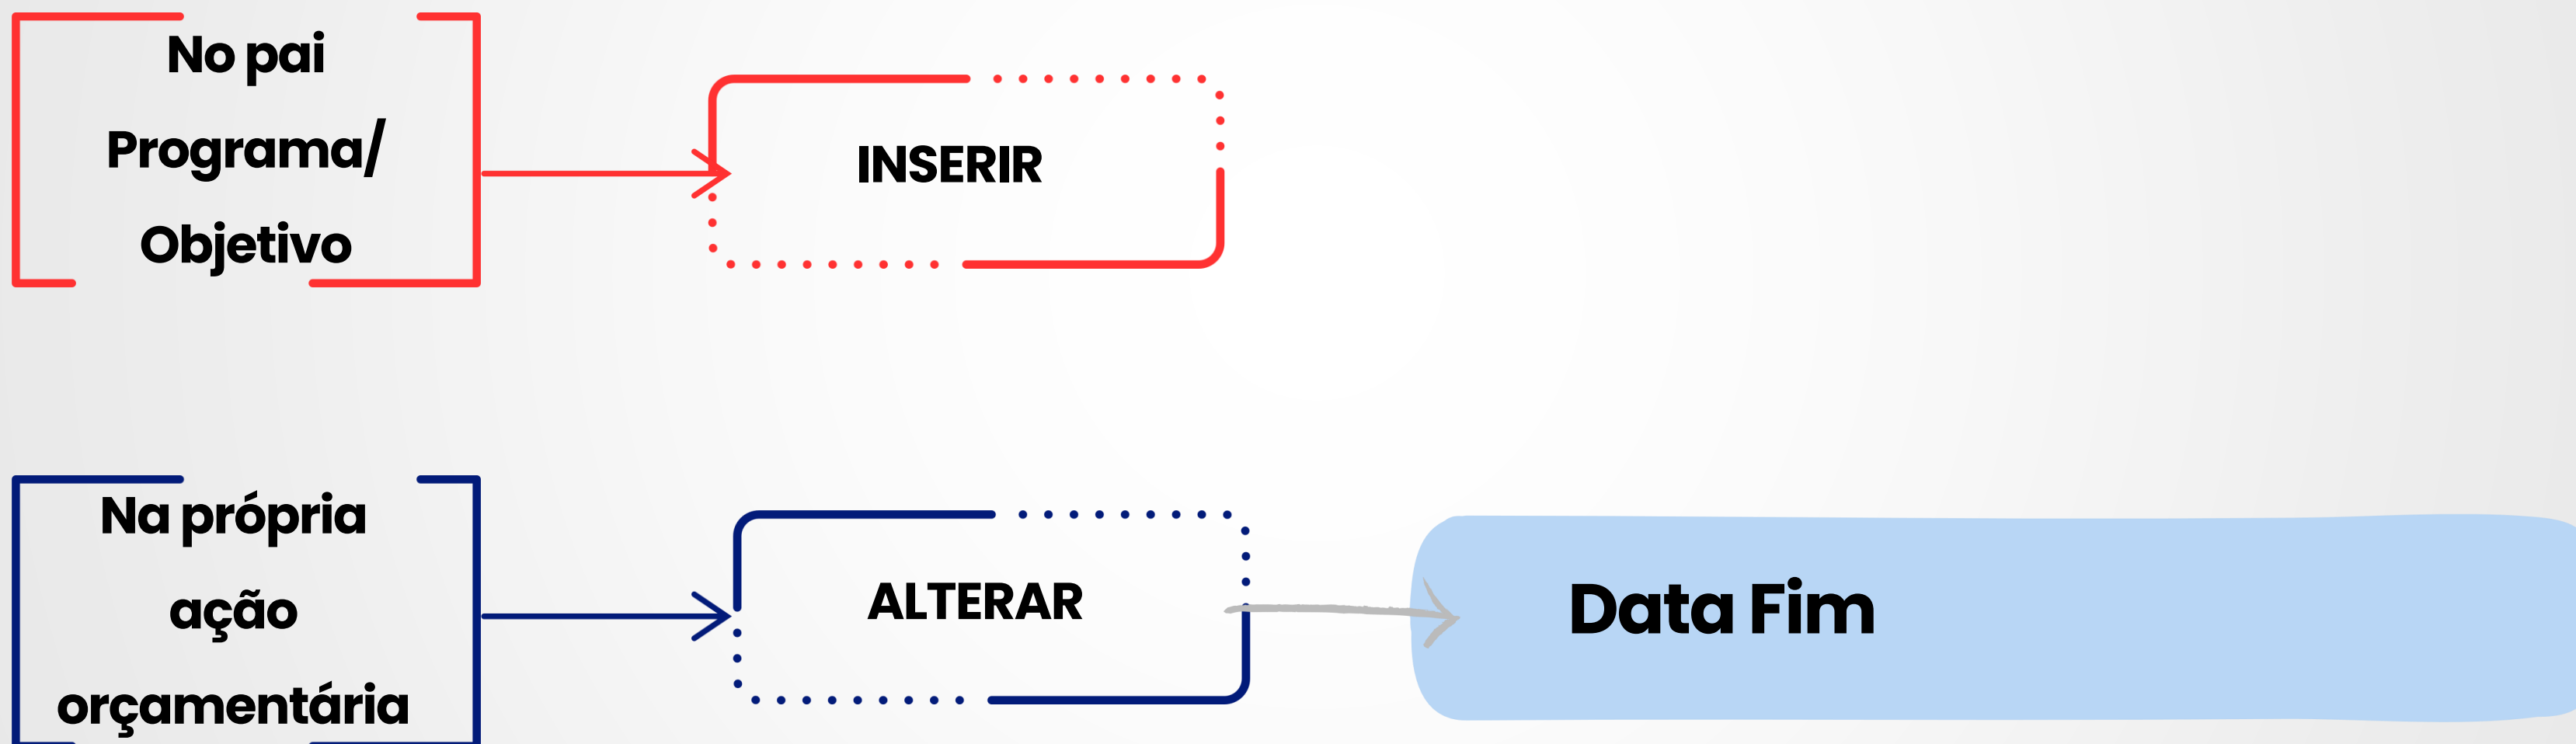 No pai
Programa/
Objetivo
INSERIR
Na própria
ação
orçamentária
ALTERAR
Data Fim